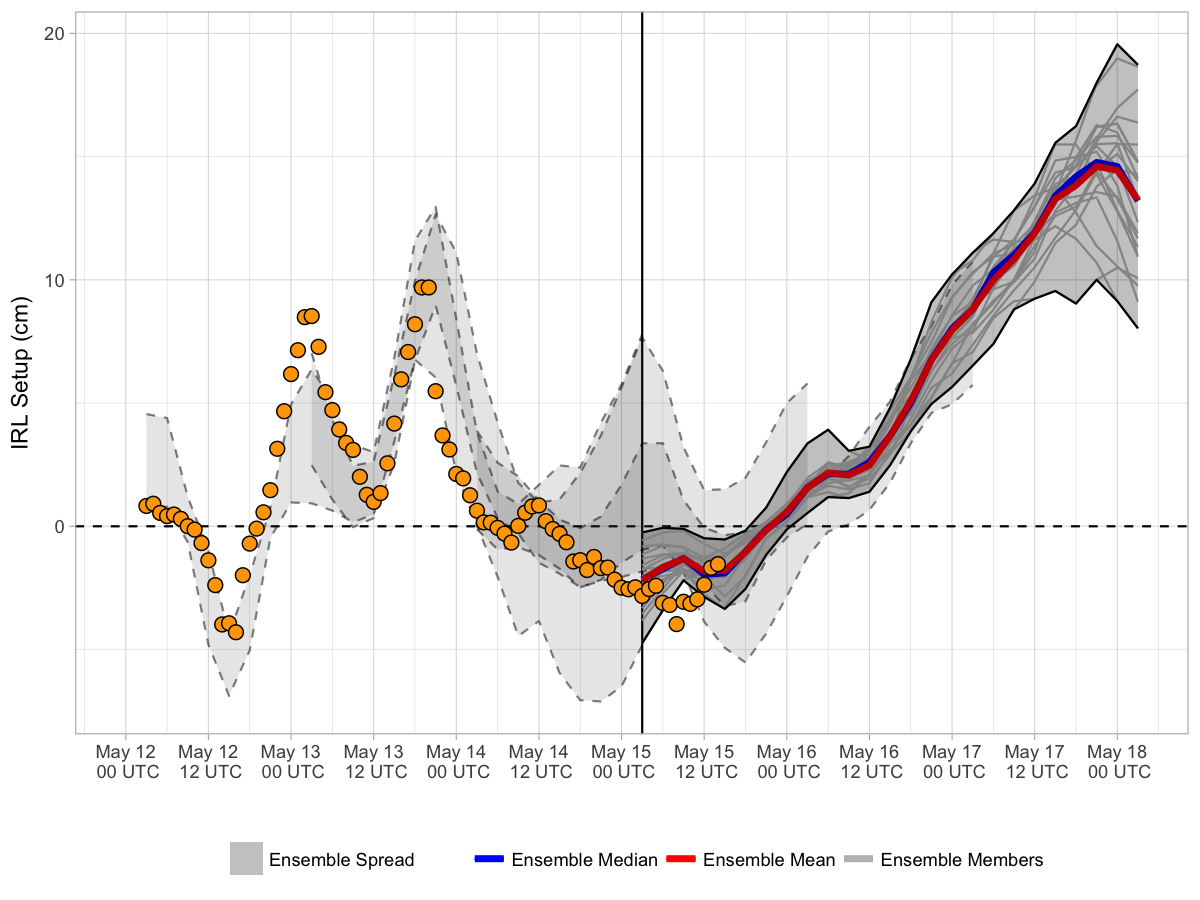 20
10
0
IRL Setup (cm)
May 12 May 12 May 13 May 13 May 14 May 14 May 15 May 15 May 16 May 16 May 17 May 17 May 18
00 UTC 12 UTC 00 UTC 12 UTC 00 UTC 12 UTC 00 UTC 12 UTC 00 UTC 12 UTC 00 UTC 12 UTC 00 UTC
Ensemble Spread Ensemble Median Ensemble Mean Ensemble Members